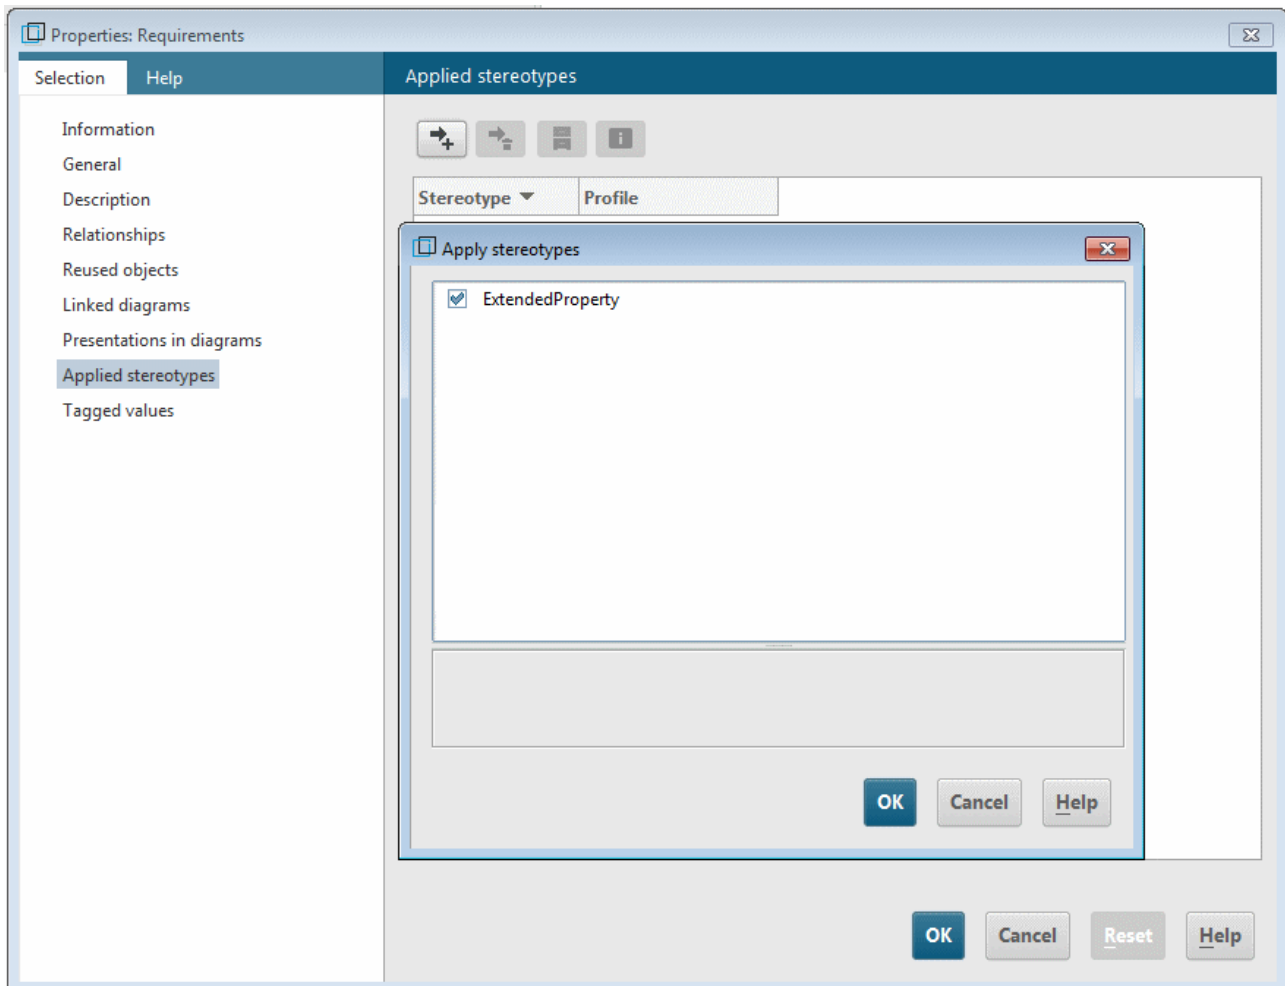 Properties: Requirements
Selection Help
Applied stereotypes
Information
General
Description
Relationships
Reused objects
Linked diagrams
Presentations in diagrams
Applied stereotypes
Tagged values
Stereotype Profile
Apply stereotypes
ExtendedProperty
OK Cancel Help
OK Cancel Reset Help